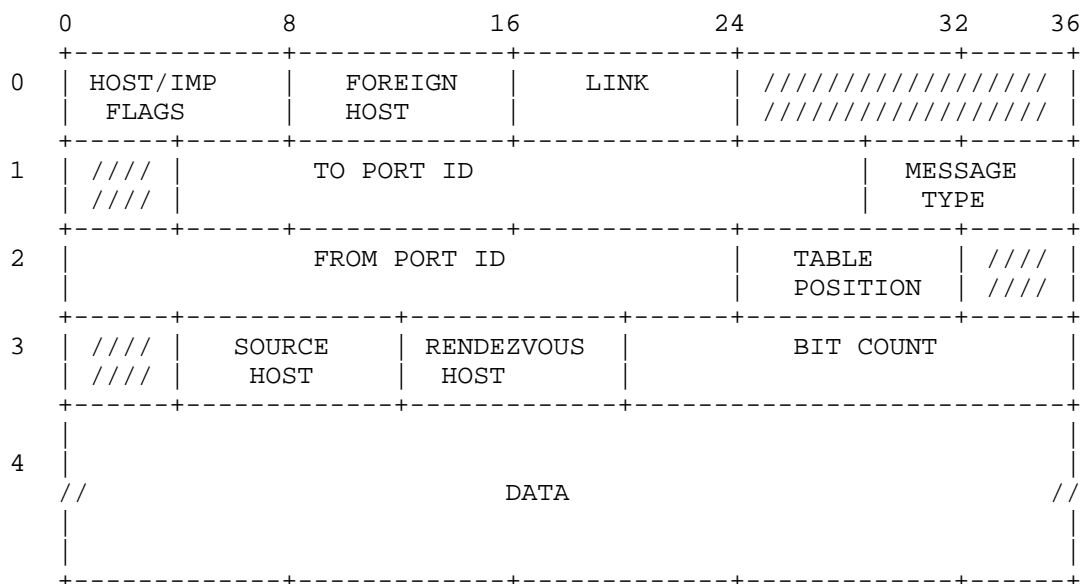 0 8 16 24 32 36
+-------------+-------------+-------------+-------------+------+
0 | HOST/IMP | FOREIGN | LINK | ////////////////// |
| FLAGS | HOST | | ////////////////// |
+------+------+-------------+-------------+-------+-----+------+
1 | //// | TO PORT ID | MESSAGE |
| //// | | TYPE |
+------+------+-------------+-------------+-------------+------+
2 | FROM PORT ID | TABLE | //// |
| | POSITION | //// |
+------+-------------+-------------+------+-------------+------+
3 | //// | SOURCE | RENDEZVOUS | BIT COUNT |
| //// | HOST | HOST | |
+------+-------------+-------------+---------------------------+
| |
4 | |
// DATA //
| |
| |
+-------------+-------------+-------------+-------------+------+